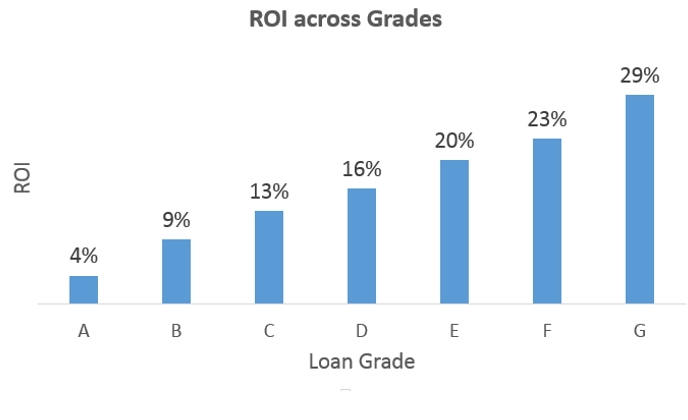 ROI across Grades
29%
23%
20%
16%
13%
9%
4%
ROI
A B C D E F G
Loan Grade